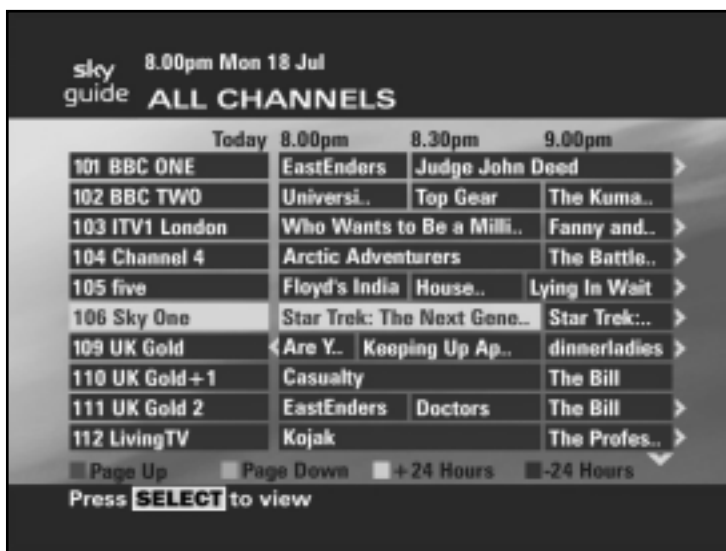 sky guide
8.00pm Mon 18 Jul
ALL CHANNELS
Today 8.00pm 8.30pm 9.00pm
101 BBC ONE EastEnders Judge John Deed
102 BBC TWO Universi.. Top Gear The Kuma..
103 ITV1 London Who Wants to Be a Milli.. Fanny and..
104 Channel 4 Arctic Adventurers The Battle..
105 five Floyd's India House.. Lying In Wait
106 Sky One Star Trek: The Next Gene.. Star Trek:..
109 UK Gold Are Y.. Keeping Up Ap.. dinnerladies
110 UK Gold+1 Casualty The Bill
111 UK Gold 2 EastEnders Doctors The Bill
112 LivingTV Kojak The Profes..
Page Up Page Down +24 Hours -24 Hours
Press SELECT to view